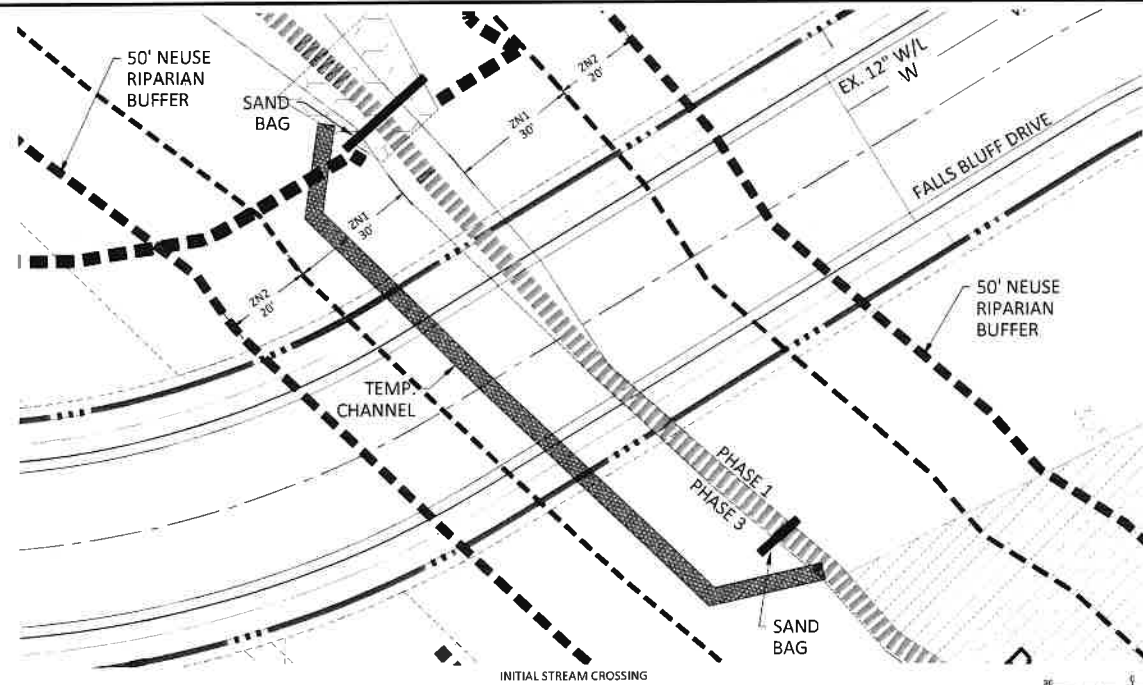 50' NEUSE
RIPARIAN
BUFFER
SAND
BAG
ZN2
20'
ZN1
30'
EX. 12" W/L
W
FALLS BLUFF DRIVE
ZN1
30'
ZN2
20'
50' NEUSE
RIPARIAN
BUFFER
TEMP.
CHANNEL
PHASE 1
PHASE 3
SAND
BAG
INITIAL STREAM CROSSING